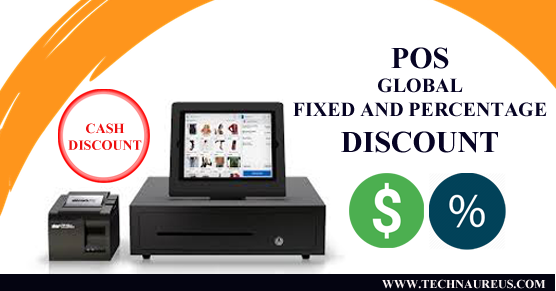 POS
GLOBAL
FIXED AND PERCENTAGE
DISCOUNT
CASH
DISCOUNT
$
%
WWW.TECHNAUREUS.COM